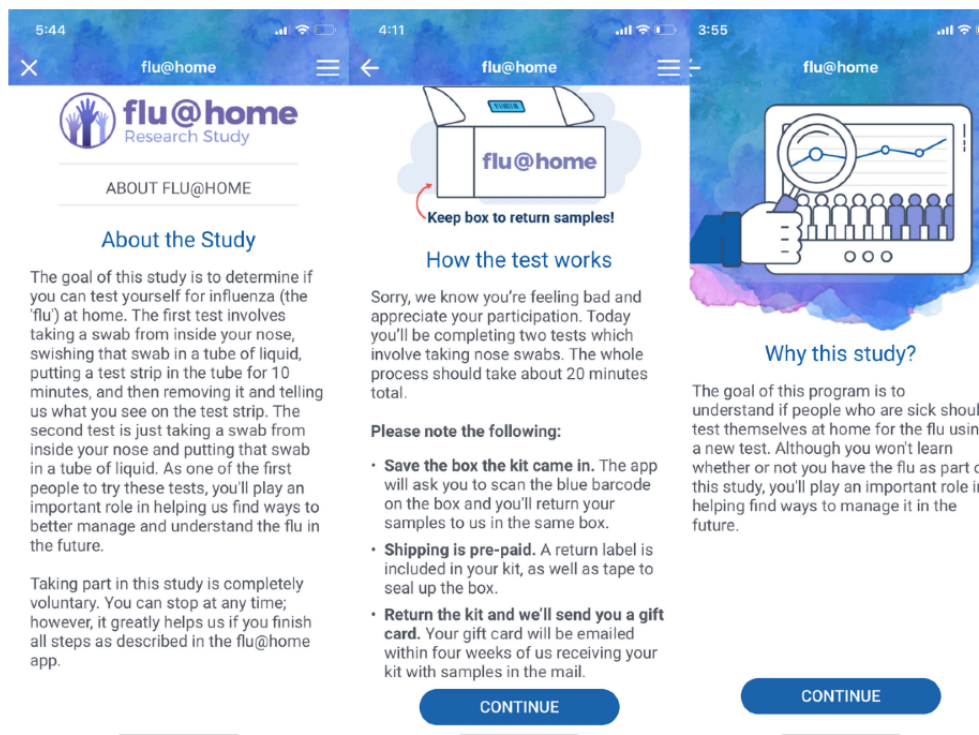 5:44
flu@home
flu@home
Research Study
ABOUT FLU@HOME
About the Study
The goal of this study is to determine if
you can test yourself for influenza (the
'flu') at home. The first test involves
taking a swab from inside your nose,
swishing that swab in a tube of liquid,
putting a test strip in the tube for 10
minutes, and then removing it and telling
us what you see on the test strip. The
second test is just taking a swab from
inside your nose and putting that swab
in a tube of liquid. As one of the first
people to try these tests, you'll play an
important role in helping us find ways to
better manage and understand the flu in
the future.
Taking part in this study is completely
voluntary. You can stop at any time;
however, it greatly helps us if you finish
all steps as described in the flu@home
app.
4:11
flu@home
flu@home
Keep box to return samples!
How the test works
Sorry, we know you're feeling bad and
appreciate your participation. Today
you'll be completing two tests which
involve taking nose swabs. The whole
process should take about 20 minutes
total.
Please note the following:
• Save the box the kit came in. The app
will ask you to scan the blue barcode
on the box and you'll return your
samples to us in the same box.
• Shipping is pre-paid. A return label is
included in your kit, as well as tape to
seal up the box.
• Return the kit and we'll send you a gift
card. Your gift card will be emailed
within four weeks of us receiving your
kit with samples in the mail.
CONTINUE
3:55
flu@home
Why this study?
The goal of this program is to
understand if people who are sick shoul
test themselves at home for the flu usin
a new test. Although you won't learn
whether or not you have the flu as part o
this study, you'll play an important role i
helping find ways to manage it in the
future.
CONTINUE